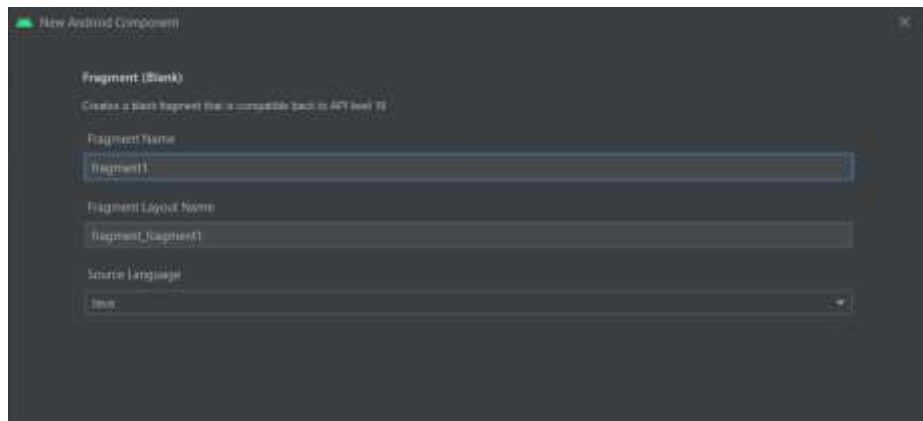 New Android Component
Fragment (Blank)
Creates a blank fragment that is compatible back to API level 16
Fragment Name
fragment1
Fragment Layout Name
fragment_fragment1
Source Language
Java